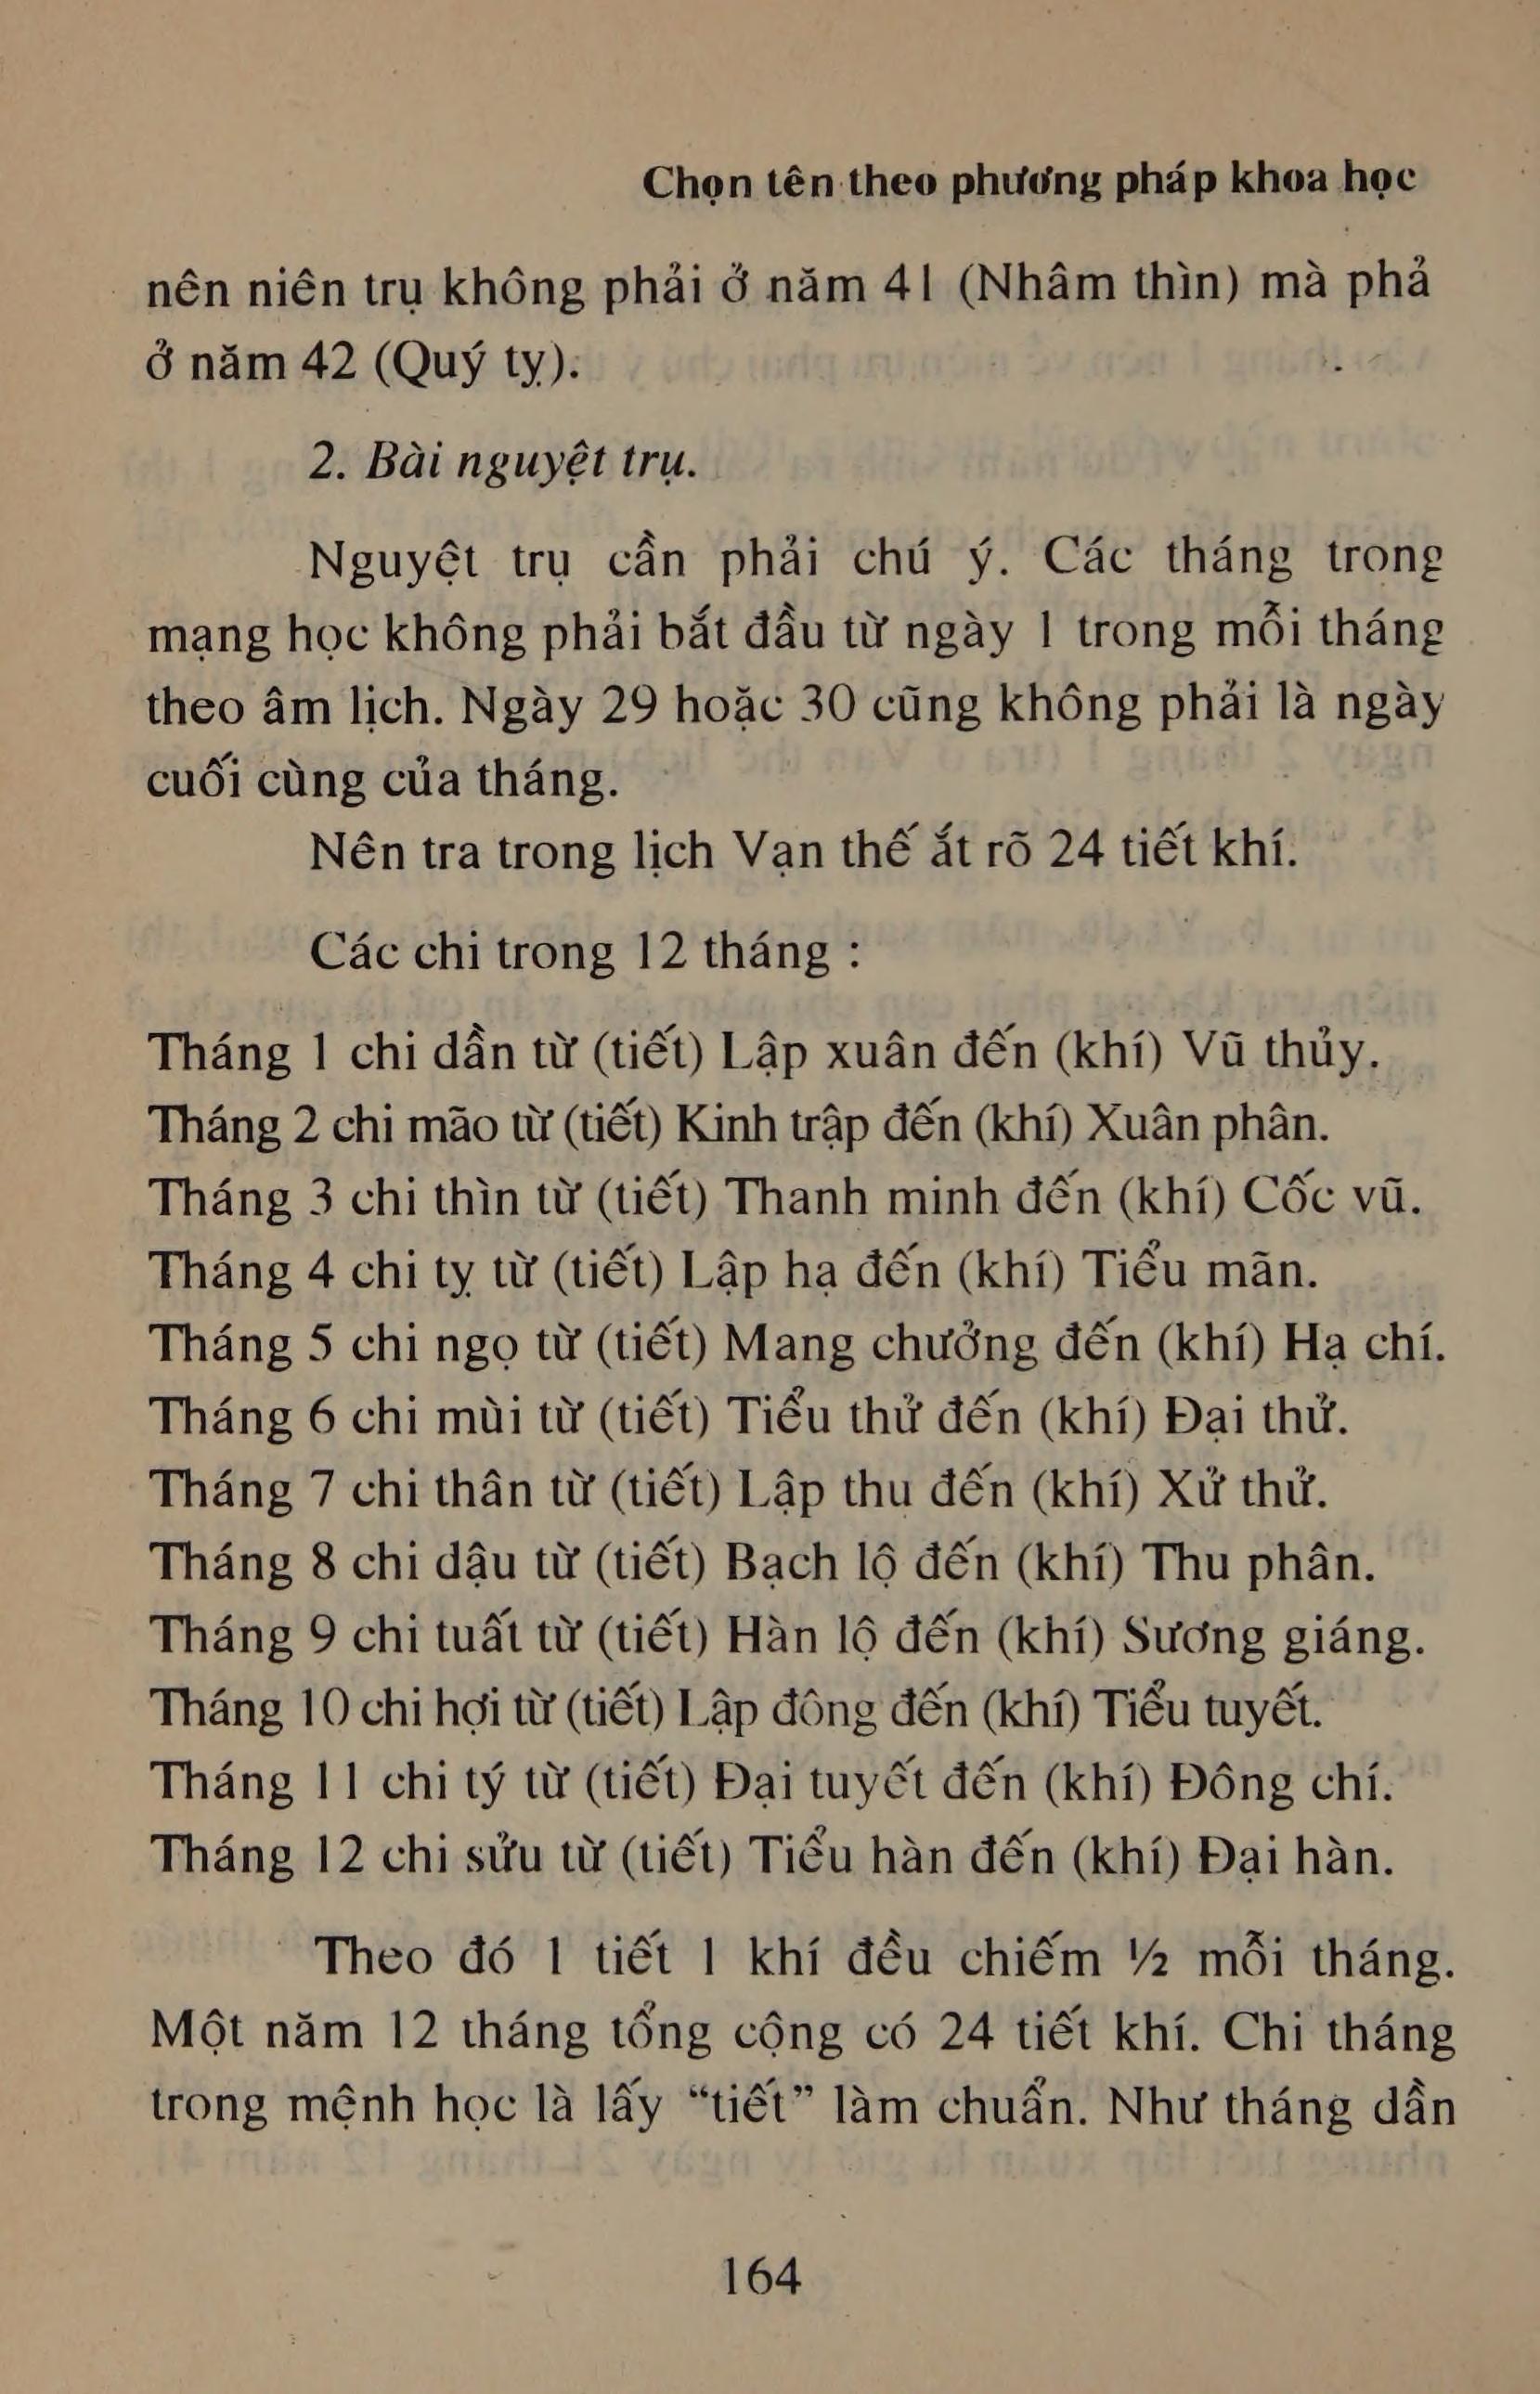 Chọn tên theo phương pháp khoa học
nên niên trụ không phải ở năm 41 (Nhâm thìn) mà phả
ở năm 42 (Quý tỵ).
2. Bài nguyệt trụ.
Nguyệt trụ cần phải chú ý. Các tháng trong
mạng học không phải bắt đầu từ ngày 1 trong mỗi tháng
theo âm lịch. Ngày 29 hoặc 30 cũng không phải là ngày
cuối cùng của tháng.
Nên tra trong lịch Vạn thế ắt rõ 24 tiết khí.
Các chi trong 12 tháng :
Tháng 1 chi dần từ (tiết) Lập xuân đến (khí) Vũ thủy.
Tháng 2 chi mão từ (tiết) Kinh trập đến (khí) Xuân phân.
Tháng 3 chi thìn từ (tiết) Thanh minh đến (khí) Cốc vũ.
Tháng 4 chi tỵ từ (tiết) Lập hạ đến (khí) Tiểu mãn.
Tháng 5 chi ngọ từ (tiết) Mang chưởng đến (khí) Hạ chí.
Tháng 6 chi mùi từ (tiết) Tiểu thử đến (khí) Đại thử.
Tháng 7 chi thân từ (tiết) Lập thu đến (khí) Xử thử.
Tháng 8 chi dậu từ (tiết) Bạch lộ đến (khí) Thu phân.
Tháng 9 chi tuất từ (tiết) Hàn lộ đến (khí) Sương giáng.
Tháng 10 chi hợi từ (tiết) Lập đông đến (khí) Tiểu tuyết.
Tháng 11 chi tý từ (tiết) Đại tuyết đến (khí) Đông chí.
Tháng 12 chi sửu từ (tiết) Tiểu hàn đến (khí) Đại hàn.
Theo đó 1 tiết 1 khí đều chiếm ½ mỗi tháng.
Một năm 12 tháng tổng cộng có 24 tiết khí. Chi tháng
trong mệnh học là lấy “tiết” làm chuẩn. Như tháng dần
164